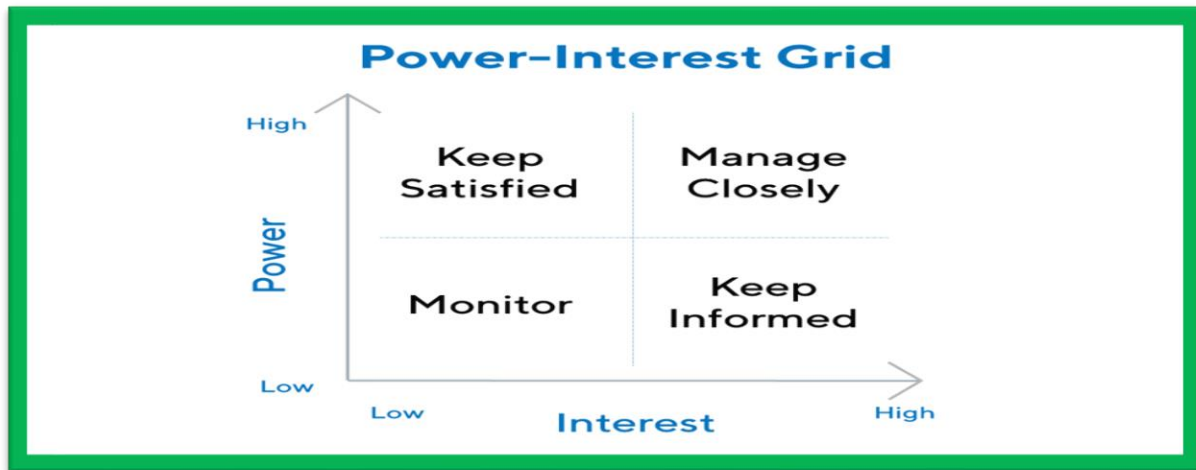 Power-Interest Grid
High
Keep
Satisfied
Manage
Closely
Power
Monitor
Keep
Informed
Low
Low
Interest
High